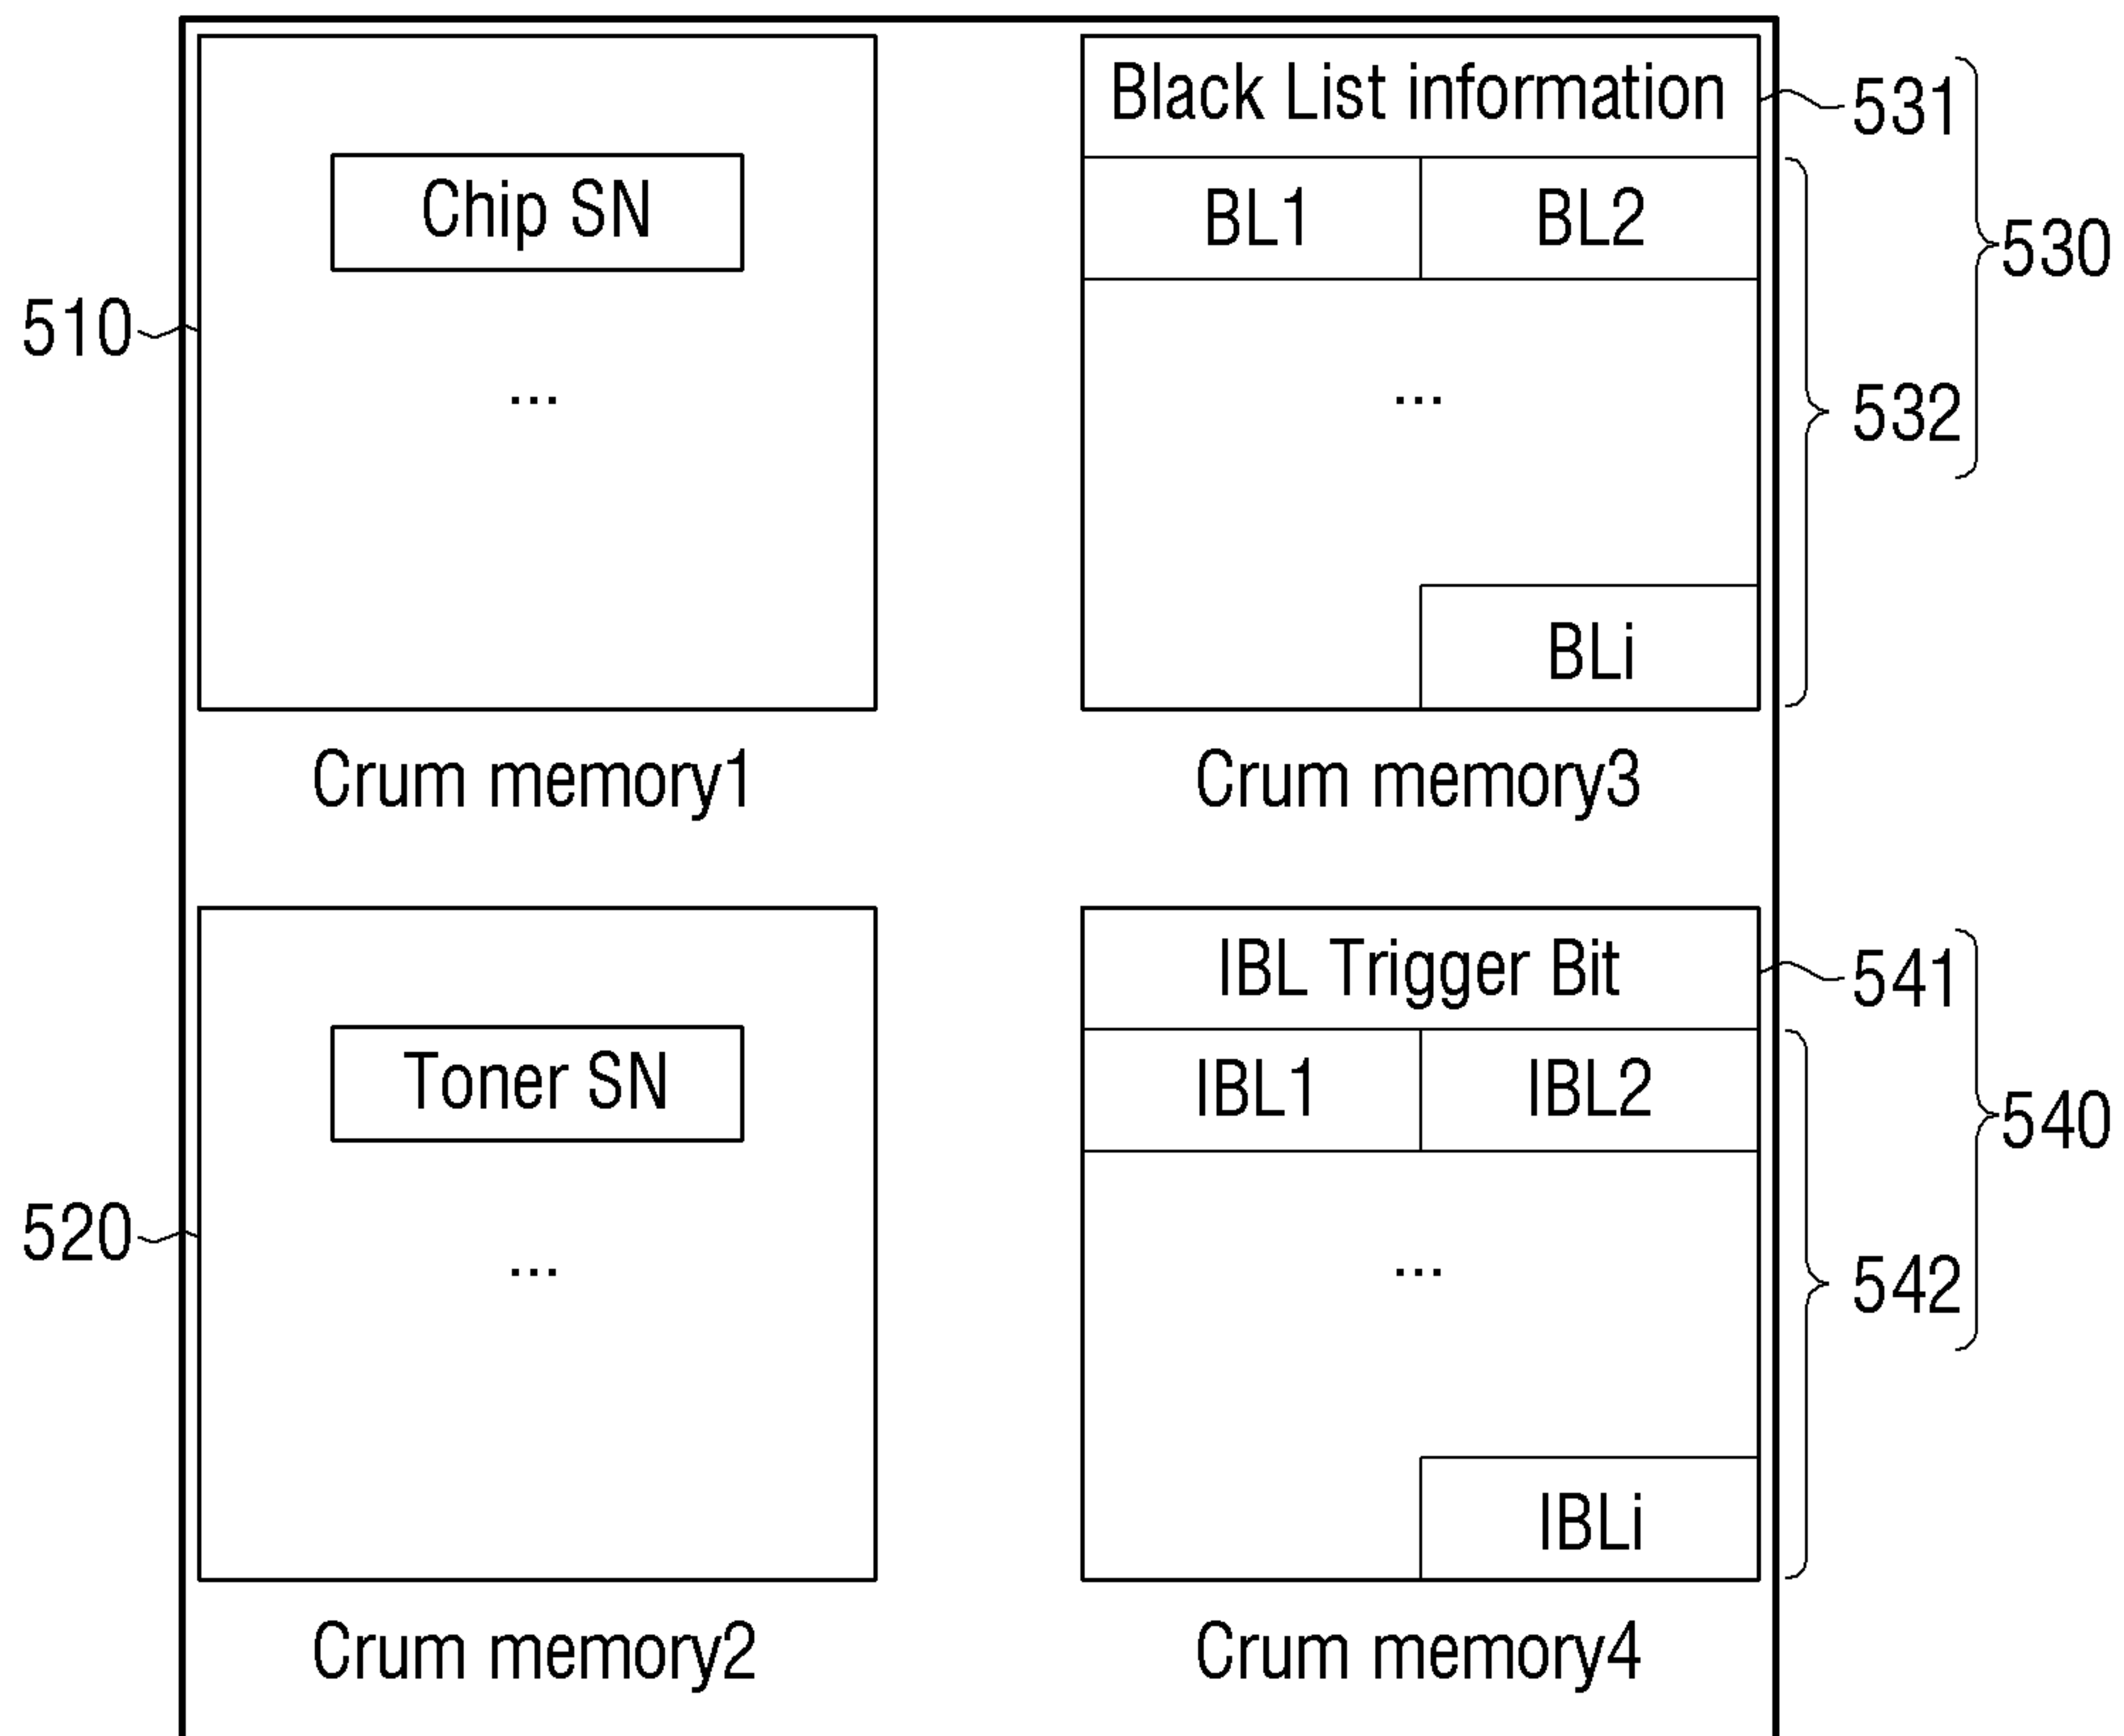 Chip SN
510
...
Crum memory1
Black List information
531
BL1
BL2
530
532
...
BLi
Crum memory3
Toner SN
520
...
Crum memory2
IBL Trigger Bit
541
IBL1
IBL2
540
542
...
IBLi
Crum memory4